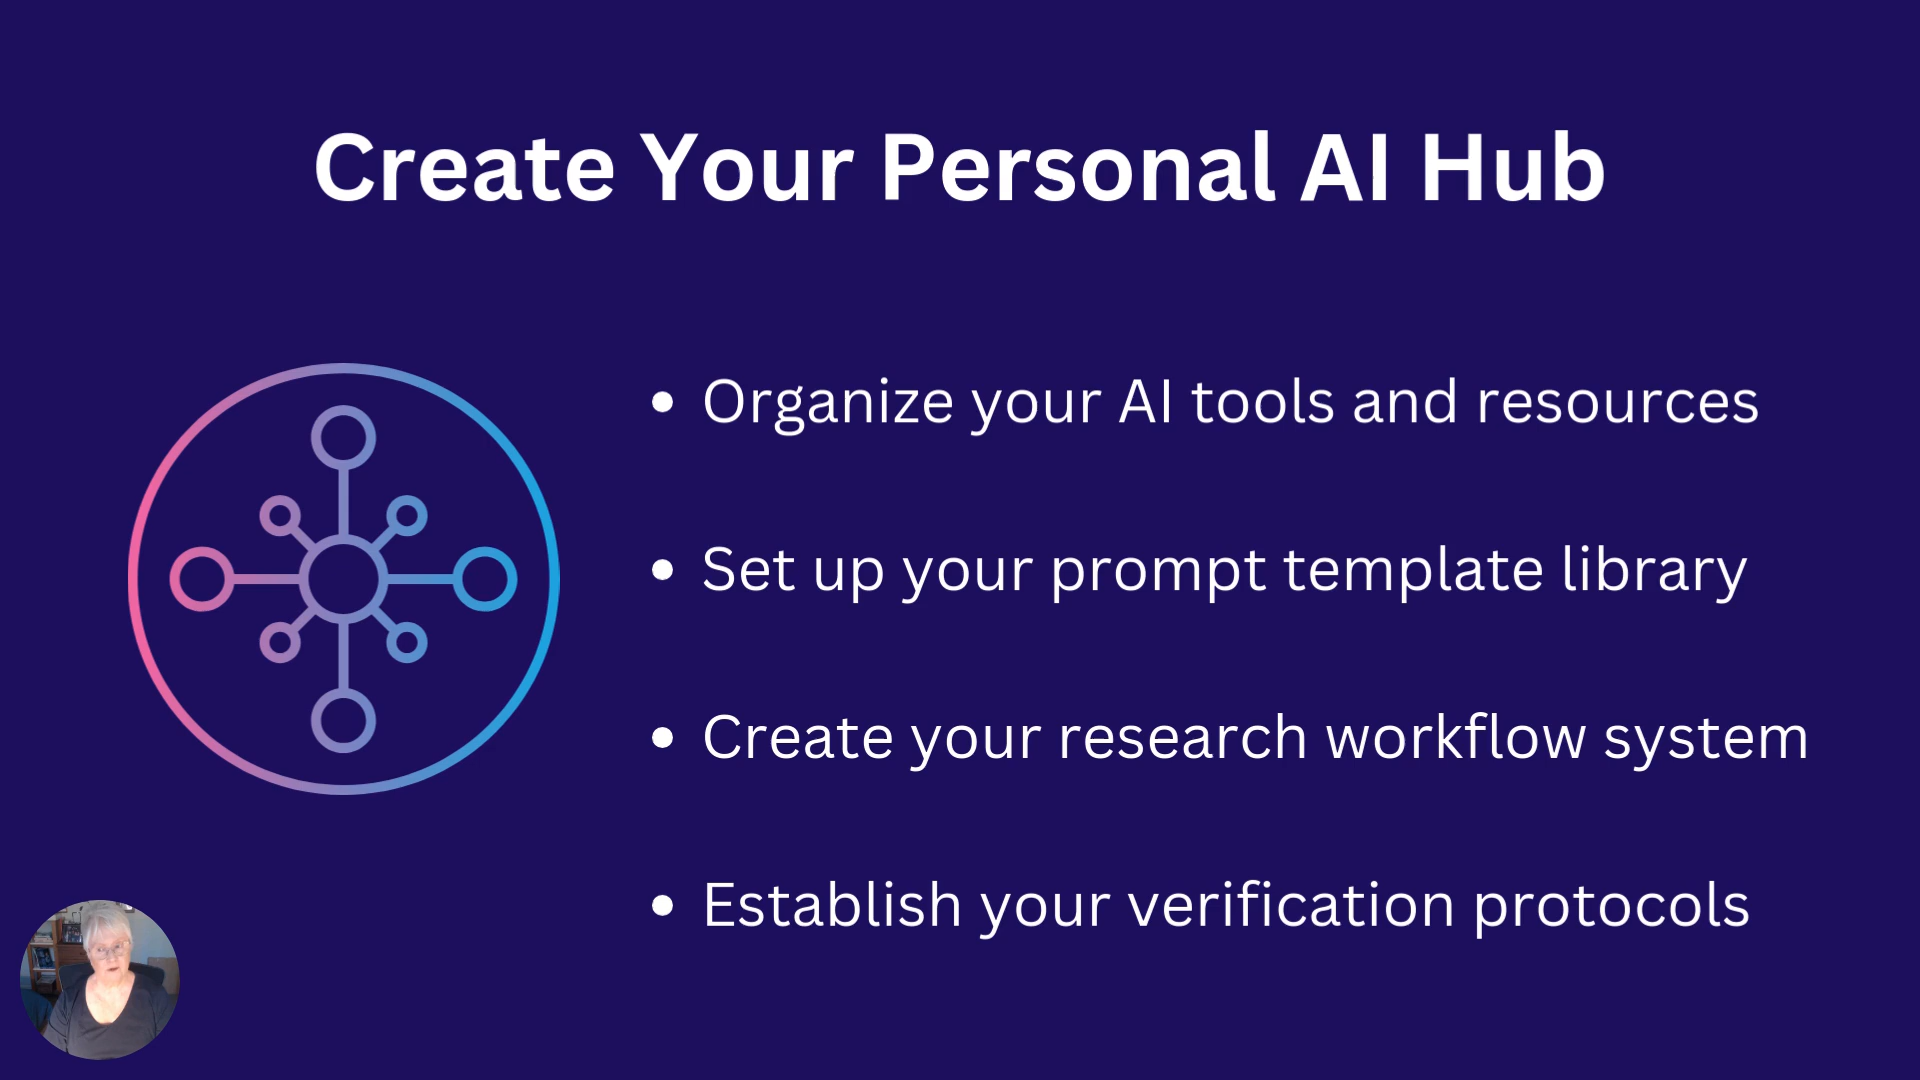 Create Your Personal AI Hub
• Organize your AI tools and resources
• Set up your prompt template library
• Create your research workflow system
• Establish your verification protocols